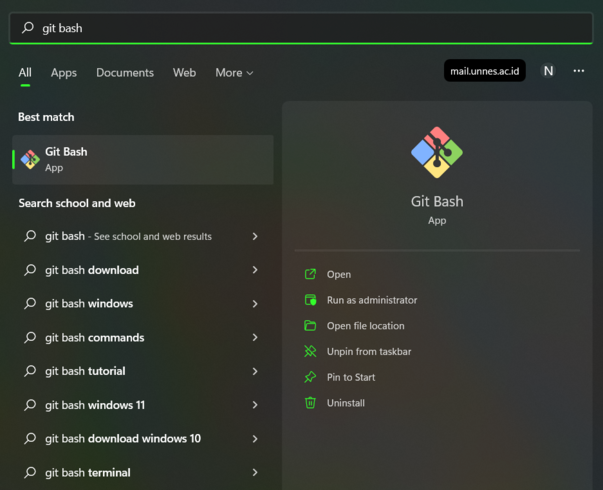 git bash
All Apps Documents Web More
mail.unnes.ac.id N
Best match
Git Bash
App
Search school and web
git bash - See school and web results
git bash download
git bash windows
git bash commands
git bash tutorial
git bash windows 11
git bash download windows 10
git bash terminal
Git Bash
App
Open
Run as administrator
Open file location
Unpin from taskbar
Pin to Start
Uninstall